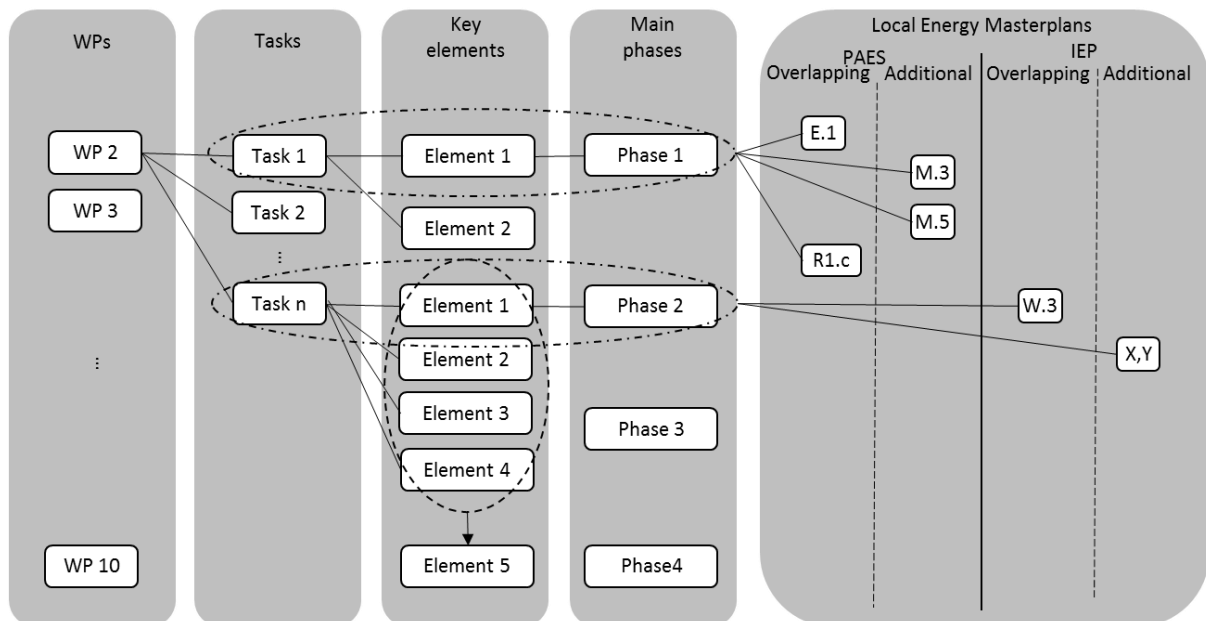 WPs
Tasks
Key
elements
Main
phases
Local Energy Masterplans
PAES
IEP
Overlapping
Additional
Overlapping
Additional
WP 2
WP 3
...
WP 10
Task 1
Task 2
...
Task n
Element 1
Element 2
Element 1
Element 2
Element 3
Element 4
Element 5
Phase 1
Phase 2
Phase 3
Phase4
E.1
M.3
M.5
R1.c
W.3
X,Y